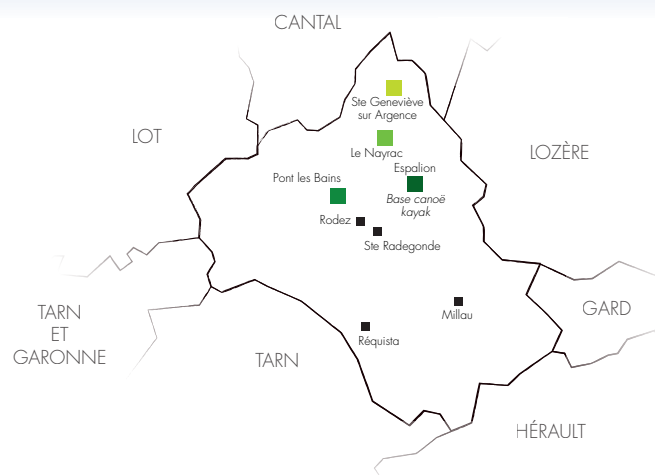 CANTAL
Ste Geneviève
sur Argence
LOT
Le Nayrac
LOZÈRE
Espalion
Pont les Bains
Base canoë
kayak
Rodez
Ste Radegonde
TARN
ET
GARONNE
Millau
GARD
Réquista
TARN
HÉRAULT